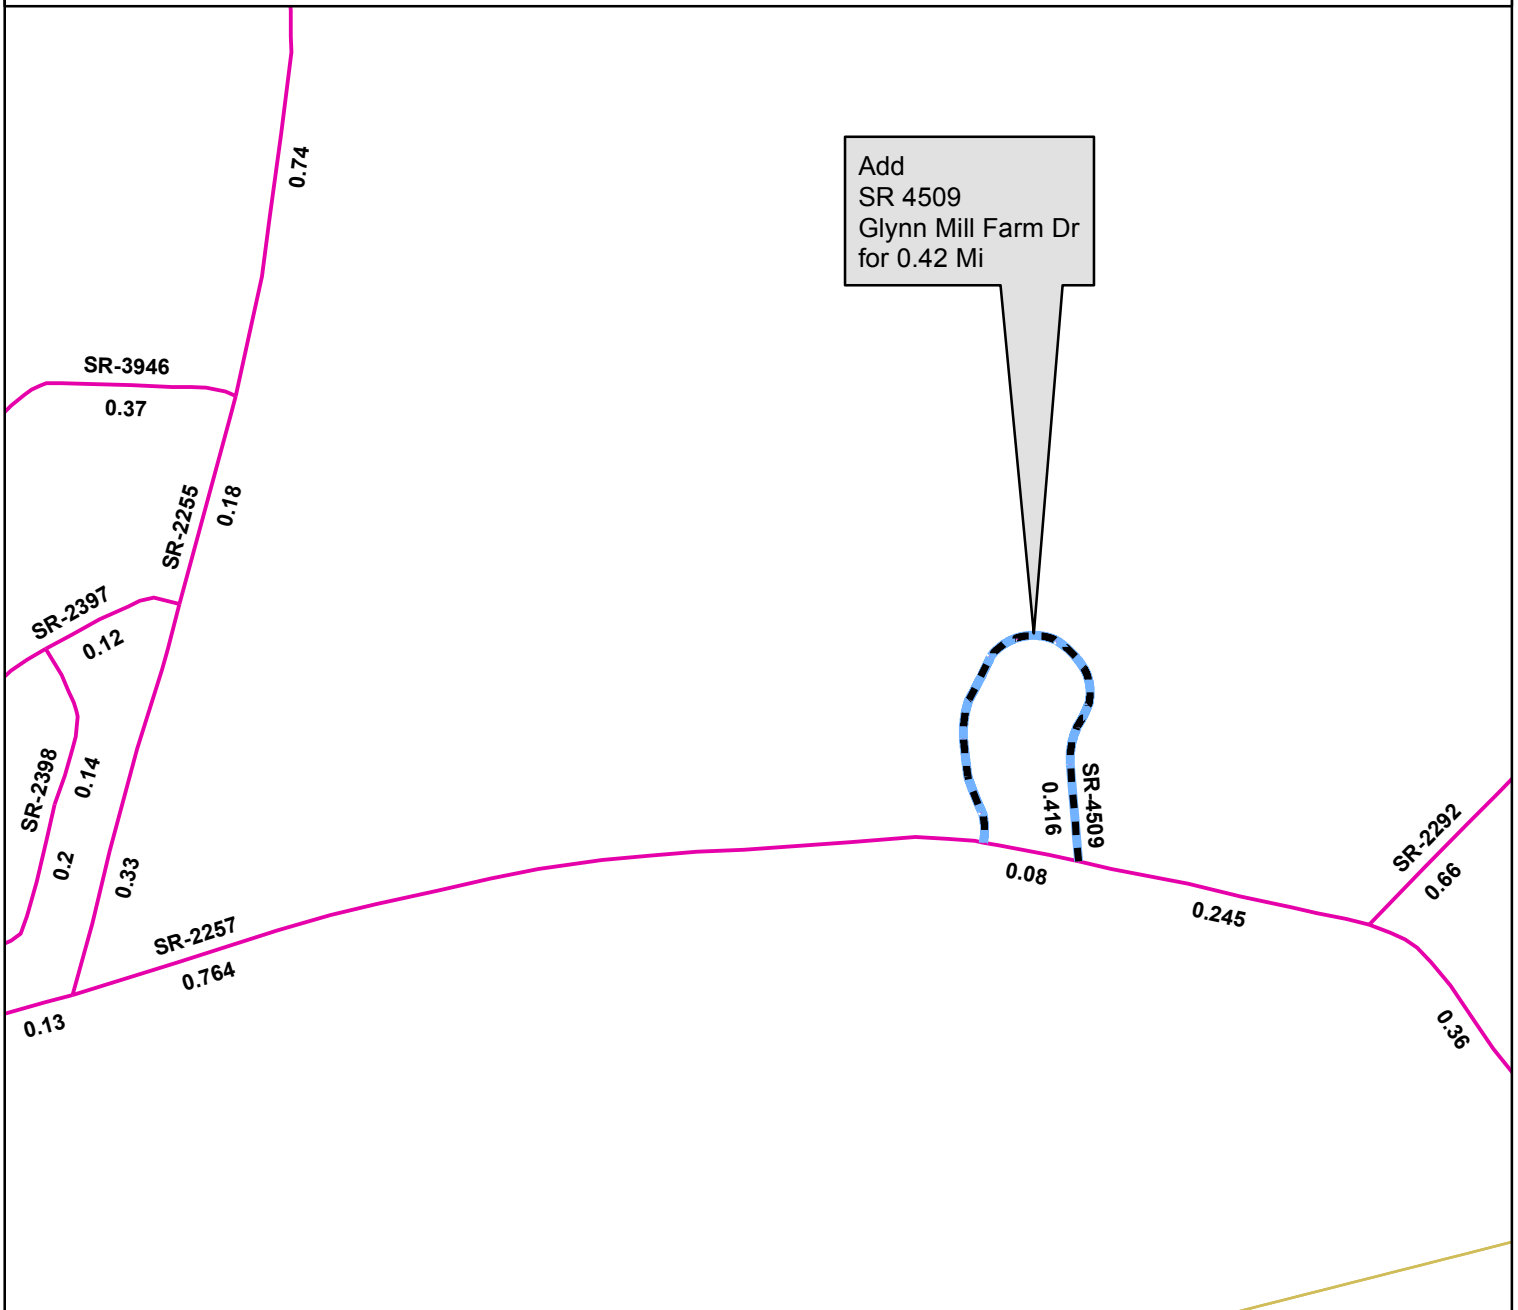 0.74
Add
SR 4509
Glynn Mill Farm Dr
for 0.42 Mi
SR-3946
0.37
SR-2255
0.18
SR-2397
0.12
SR-2398
0.14
0.2
0.33
SR-4509
0.416
0.08
0.245
SR-2292
0.66
0.36
SR-2257
0.764
0.13